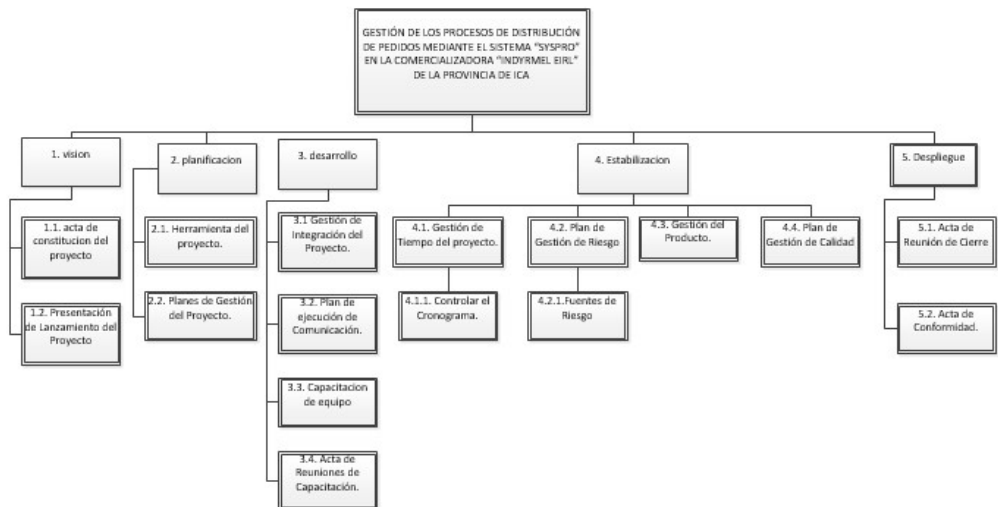 GESTIÓN DE LOS PROCESOS DE DISTRIBUCIÓN
DE PEDIDOS MEDIANTE EL SISTEMA "SYSPRO"
EN LA COMERCIALIZADORA "INDYRMEL EIRL"
DE LA PROVINCIA DE ICA
1. vision
2. planificacion
3. desarrollo
4. Estabilizacion
5. Despliegue
1.1. acta de
constitucion del
proyecto
1.2. Presentación
de Lanzamiento del
Proyecto
2.1. Herramienta del
proyecto.
2.2. Planes de Gestión
del Proyecto.
3.1 Gestión de
Integración del
Proyecto.
3.2. Plan de
ejecución de
Comunicación.
3.3. Capacitacion
de equipo
3.4. Acta de
Reuniones de
Capacitación.
4.1. Gestión de
Tiempo del proyecto.
4.1.1. Controlar el
Cronograma.
4.2. Plan de
Gestión de Riesgo
4.2.1.Fuentes de
Riesgo
4.3. Gestión del
Producto.
4.4. Plan de
Gestión de Calidad
5.1. Acta de
Reunión de Cierre
5.2. Acta de
Conformidad.